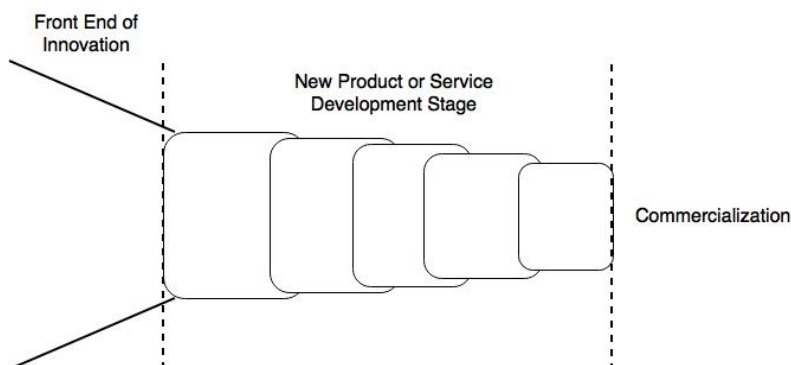 Front End of
Innovation
New Product or Service
Development Stage
Commercialization